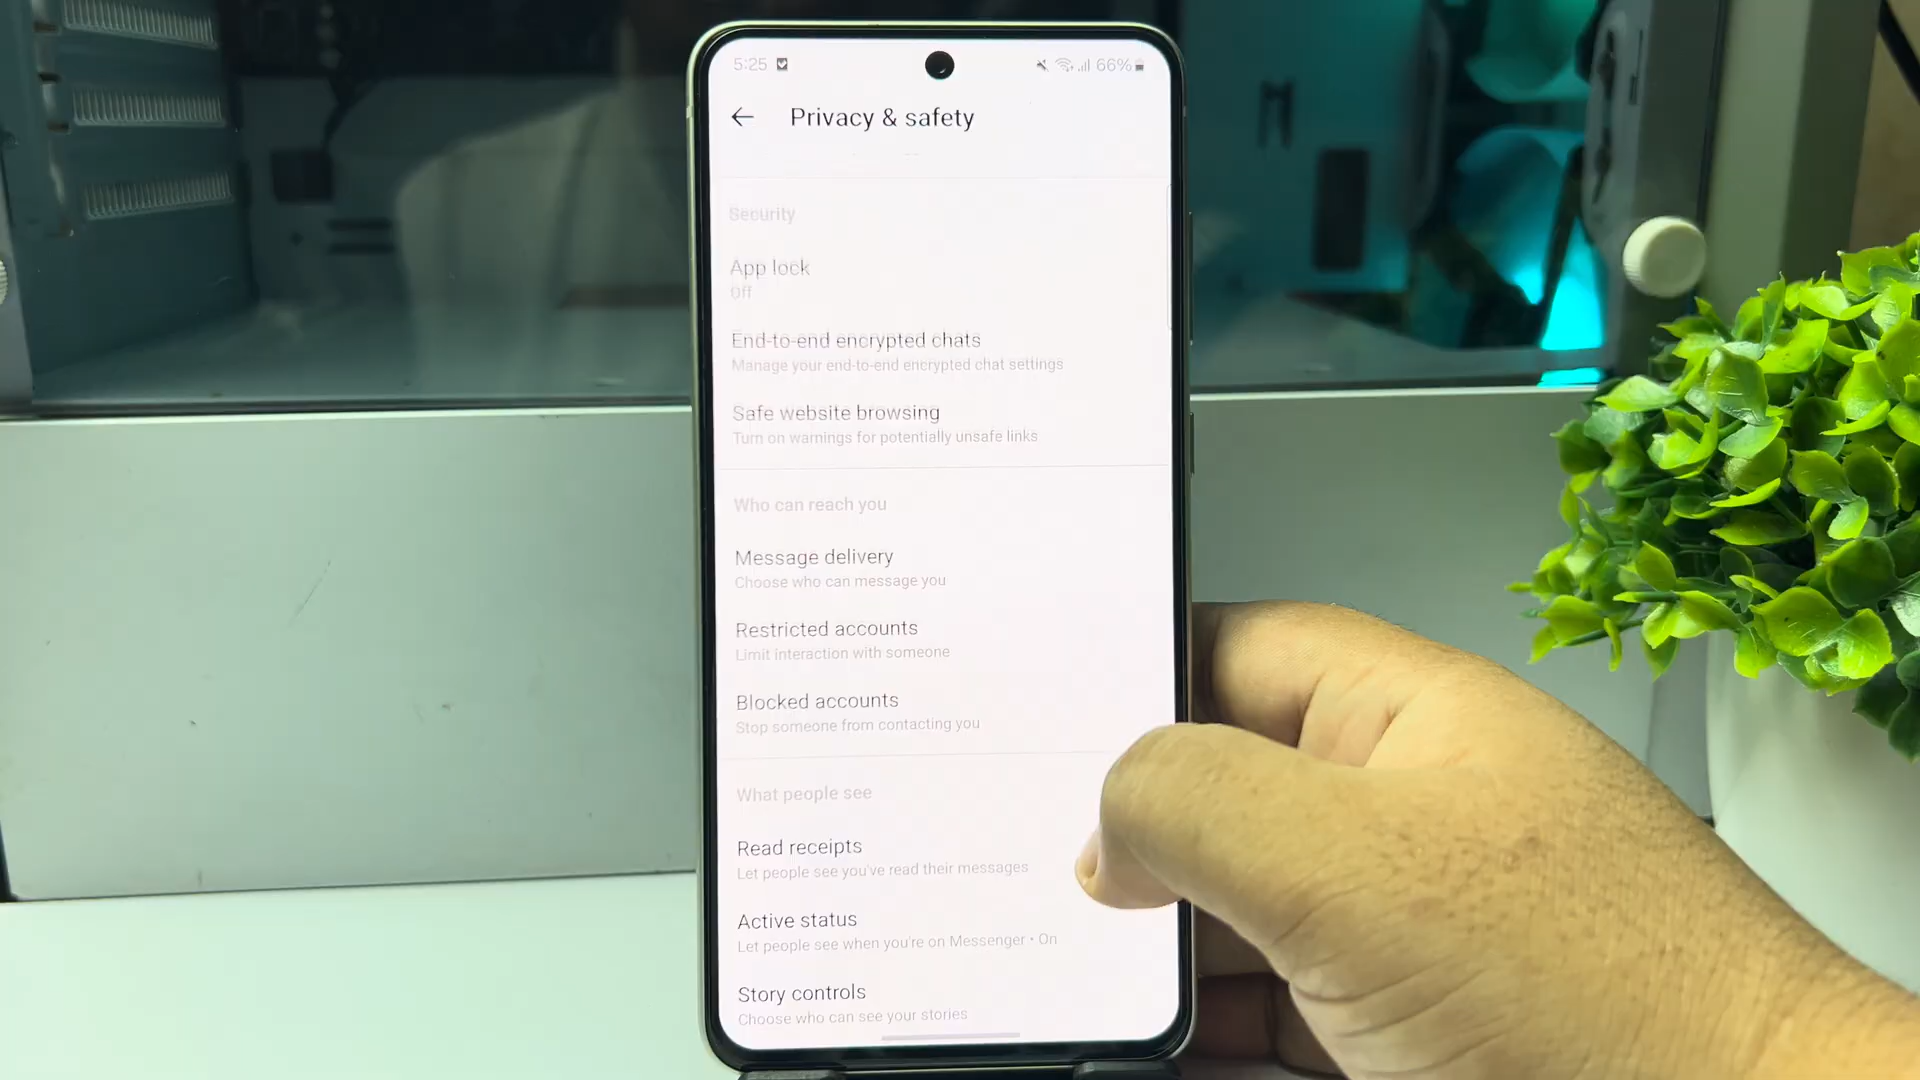 5:25 66%
Privacy & safety
Security
App lock
Off
End-to-end encrypted chats
Manage your end-to-end encrypted chat settings
Safe website browsing
Turn on warnings for potentially unsafe links
Who can reach you
Message delivery
Choose who can message you
Restricted accounts
Limit interaction with someone
Blocked accounts
Stop someone from contacting you
What people see
Read receipts
Let people see you've read their messages
Active status
Let people see when you're on Messenger • On
Story controls
Choose who can see your stories